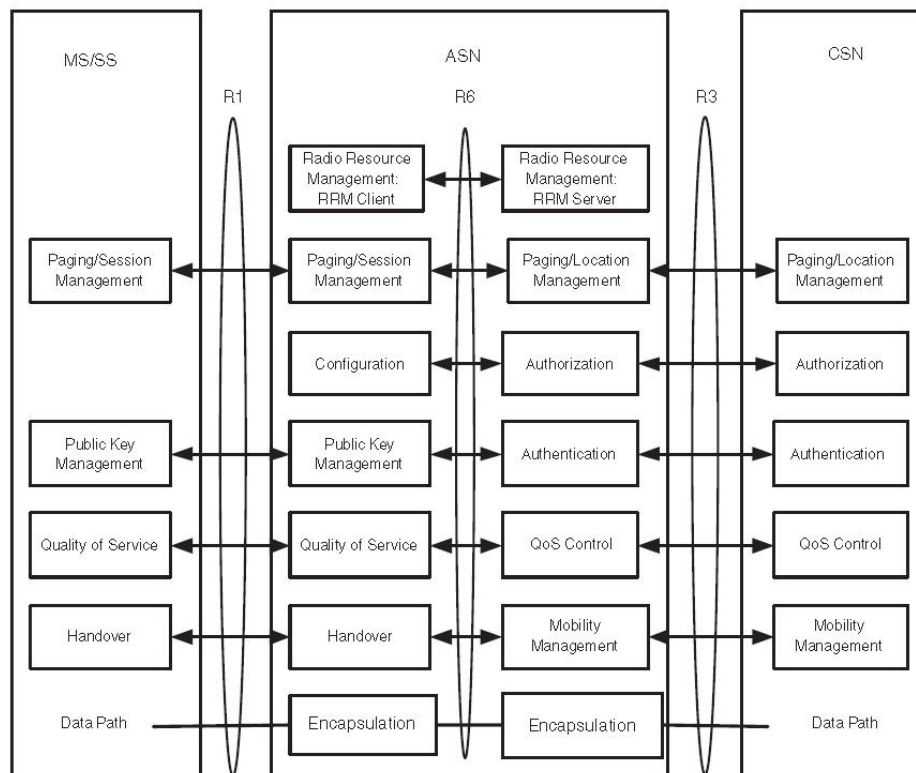 MS/SS
ASN
CSN
R1
R6
R3
Radio Resource
Management:
RRM Client
Radio Resource
Management:
RRM Server
Paging/Session
Management
Paging/Session
Management
Paging/Location
Management
Paging/Location
Management
Configuration
Authorization
Authorization
Public Key
Management
Public Key
Management
Authentication
Authentication
Quality of Service
Quality of Service
QoS Control
QoS Control
Handover
Handover
Mobility
Management
Mobility
Management
Data Path
Encapsulation
Encapsulation
Data Path